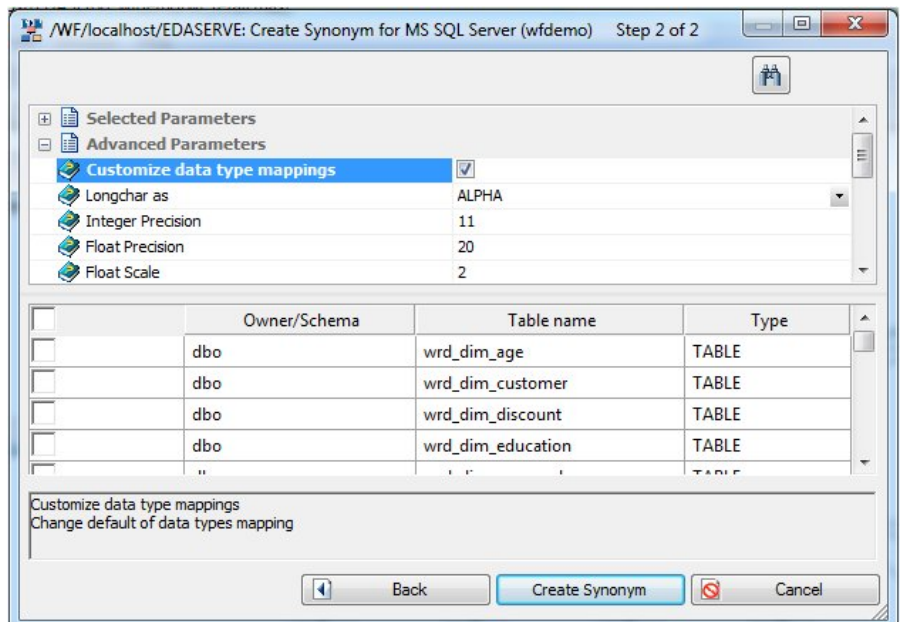 /WF/localhost/EDASERVE: Create Synonym for MS SQL Server (wfdemo) Step 2 of 2
Selected Parameters
Advanced Parameters
Customize data type mappings
Longchar as ALPHA
Integer Precision 11
Float Precision 20
Float Scale 2
Owner/Schema Table name Type
dbo wrd_dim_age TABLE
dbo wrd_dim_customer TABLE
dbo wrd_dim_discount TABLE
dbo wrd_dim_education TABLE
Customize data type mappings
Change default of data types mapping
Back Create Synonym Cancel